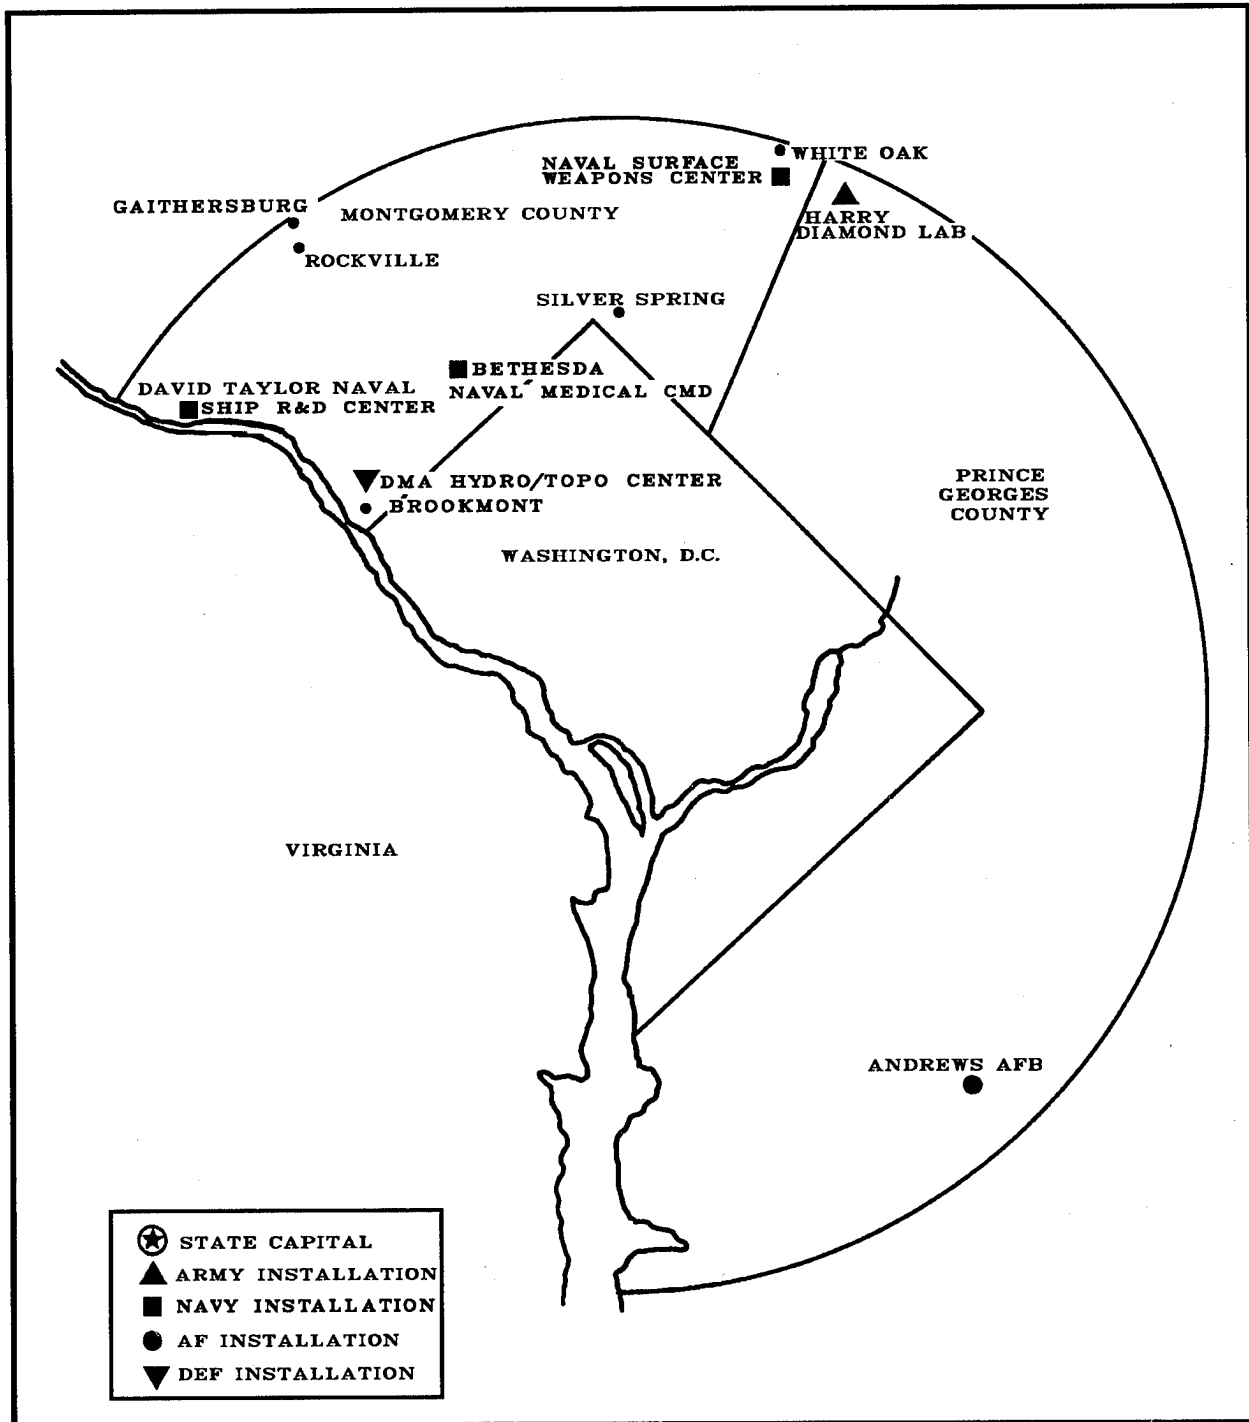 WHITE OAK
NAVAL SURFACE
WEAPONS CENTER
GAITHERSBURG
MONTGOMERY COUNTY
HARRY
DIAMOND LAB
ROCKVILLE
SILVER SPRING
BETHESDA
NAVAL MEDICAL CMD
DAVID TAYLOR NAVAL
SHIP R&D CENTER
DMA HYDRO/TOPO CENTER
BROOKMONT
PRINCE
GEORGES
COUNTY
WASHINGTON, D.C.
VIRGINIA
ANDREWS AFB
STATE CAPITAL
ARMY INSTALLATION
NAVY INSTALLATION
AF INSTALLATION
DEF INSTALLATION